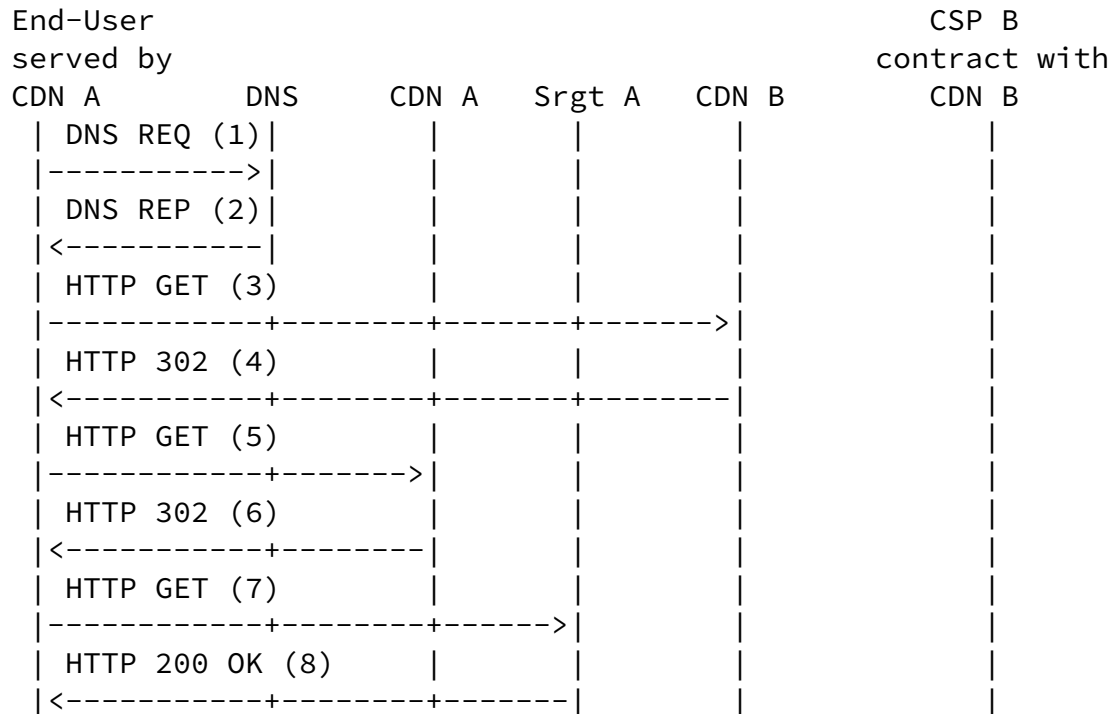 End-User CSP B
served by contract with
CDN A DNS CDN A Srgt A CDN B CDN B
DNS REQ (1)
DNS REP (2)
HTTP GET (3)
HTTP 302 (4)
HTTP GET (5)
HTTP 302 (6)
HTTP GET (7)
HTTP 200 OK (8)